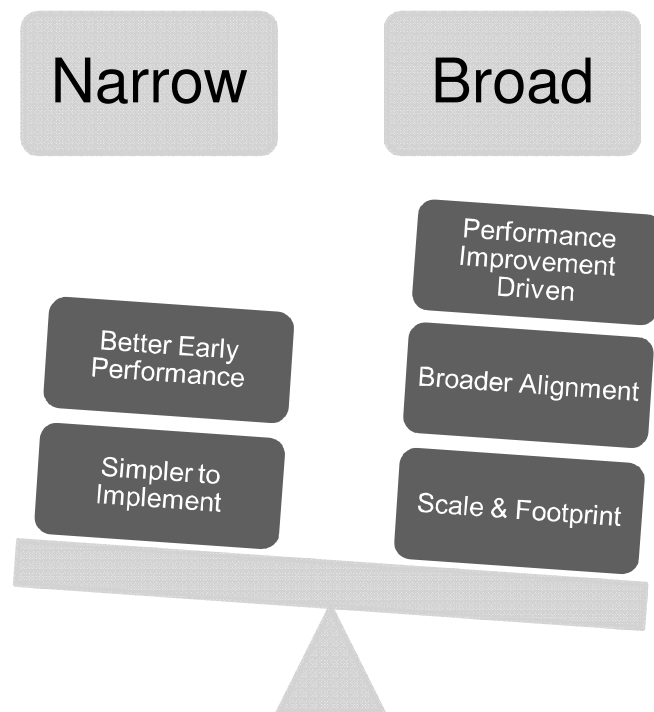 Narrow
Broad
Performance
Improvement
Driven
Better Early
Performance
Broader Alignment
Simpler to
Implement
Scale & Footprint